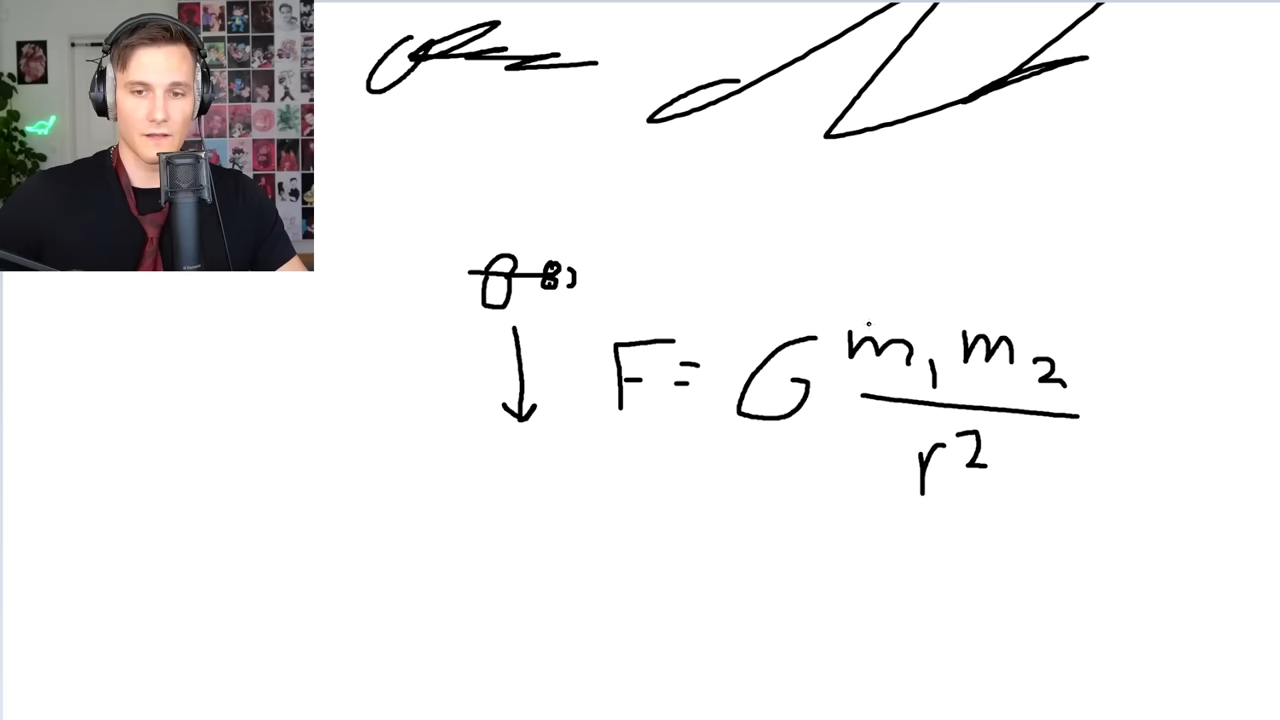 F = G m₁ m₂
r²